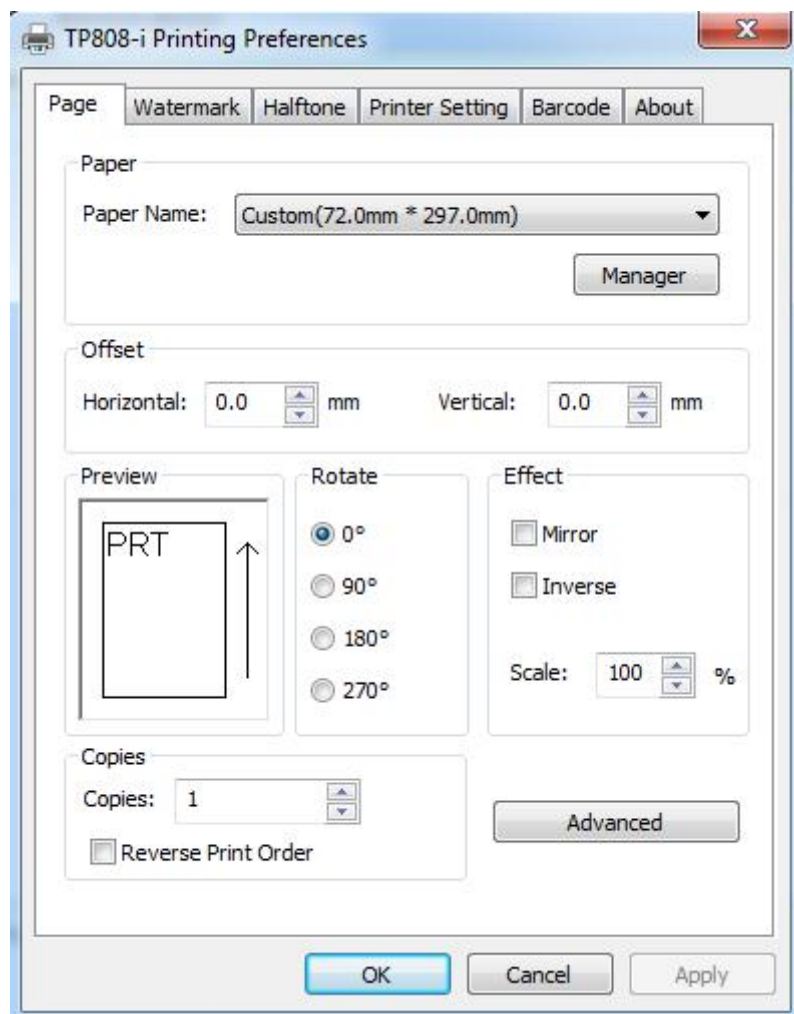 TP808-i Printing Preferences
Page Watermark Halftone Printer Setting Barcode About
Paper
Paper Name: Custom(72.0mm * 297.0mm)
Manager
Offset
Horizontal: 0.0 mm Vertical: 0.0 mm
Preview
PRT
Rotate
0°
90°
180°
270°
Effect
Mirror
Inverse
Scale: 100 %
Copies
Copies: 1
Reverse Print Order
Advanced
OK Cancel Apply